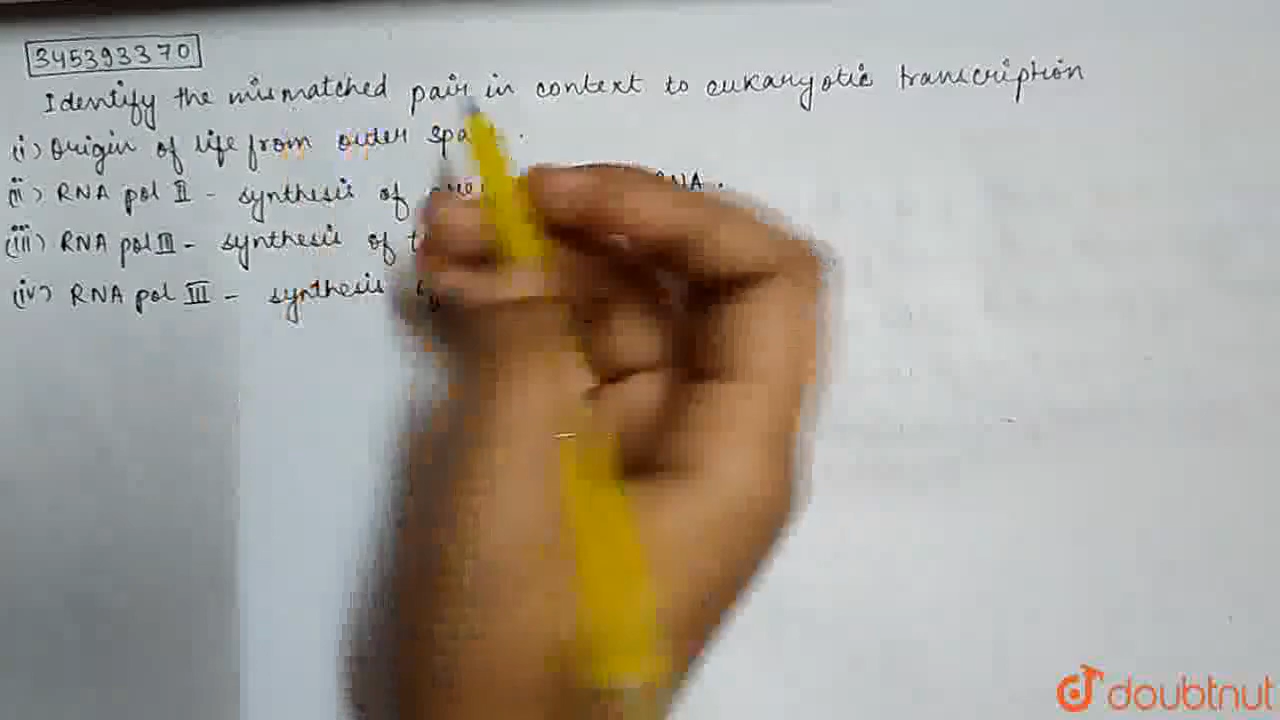 345393370
Identify the mismatched pair in context to eukaryotic transcription
(i) Origin of life from outer
(ii) RNA pol II - synthesis of RNA.
(iii) RNA pol III - synthesis of
(iv) RNA pol III - synthesis
doubtnut